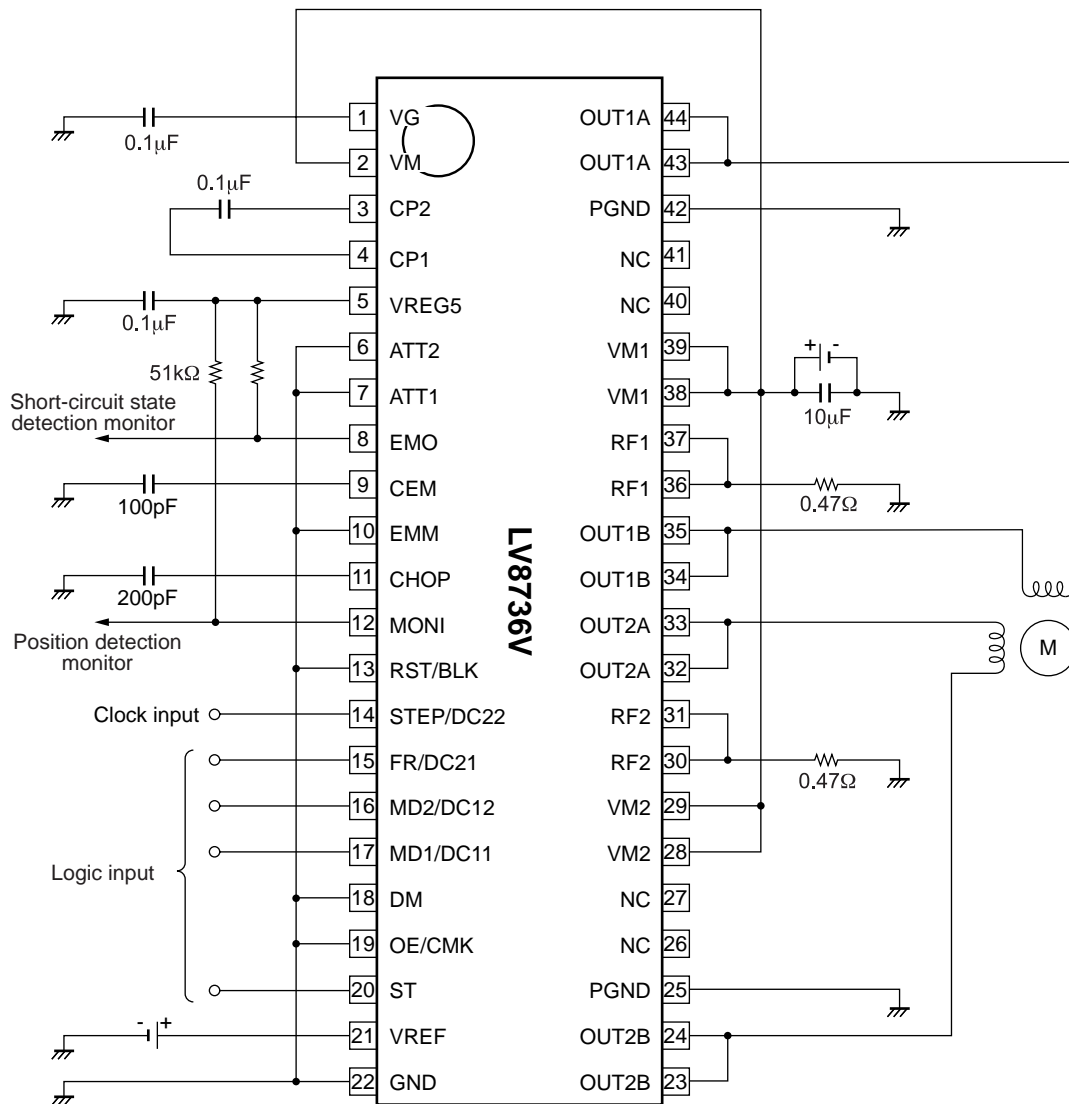 1 VG
0.1μF
2 VM
0.1μF
3 CP2
4 CP1
5 VREG5
0.1μF
6 ATT2
51kΩ
7 ATT1
Short-circuit state
detection monitor
8 EMO
9 CEM
100pF
10 EMM
11 CHOP
200pF
12 MONI
Position detection
monitor
13 RST/BLK
Clock input
14 STEP/DC22
15 FR/DC21
16 MD2/DC12
17 MD1/DC11
Logic input
18 DM
19 OE/CMK
20 ST
- +
21 VREF
22 GND
LV8736V
OUT1A 44
OUT1A 43
PGND 42
NC 41
NC 40
VM1 39
+ -
VM1 38
10μF
RF1 37
RF1 36
0.47Ω
OUT1B 35
OUT1B 34
OUT2A 33
M
OUT2A 32
RF2 31
RF2 30
0.47Ω
VM2 29
VM2 28
NC 27
NC 26
PGND 25
OUT2B 24
OUT2B 23